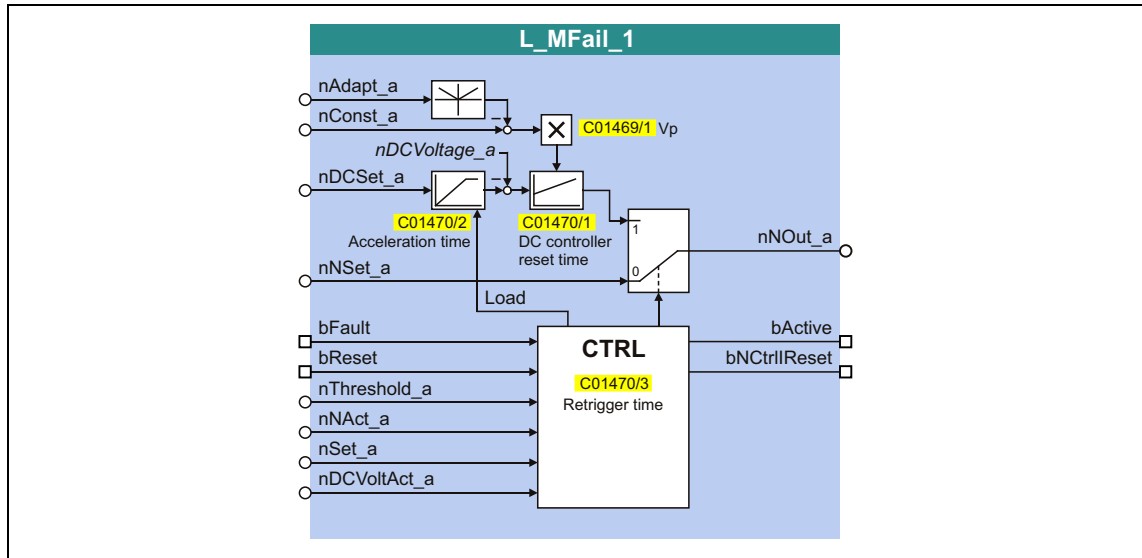 L_MFail_1
nAdapt_a
nConst_a
C01469/1 Vp
nDCVoltage_a
nDCSet_a
C01470/2
Acceleration time
C01470/1
DC controller
reset time
1
nNOut_a
nNSet_a
0
Load
bFault
bReset
nThreshold_a
nNAct_a
nSet_a
nDCVoltAct_a
CTRL
C01470/3
Retrigger time
bActive
bNCtrlIReset